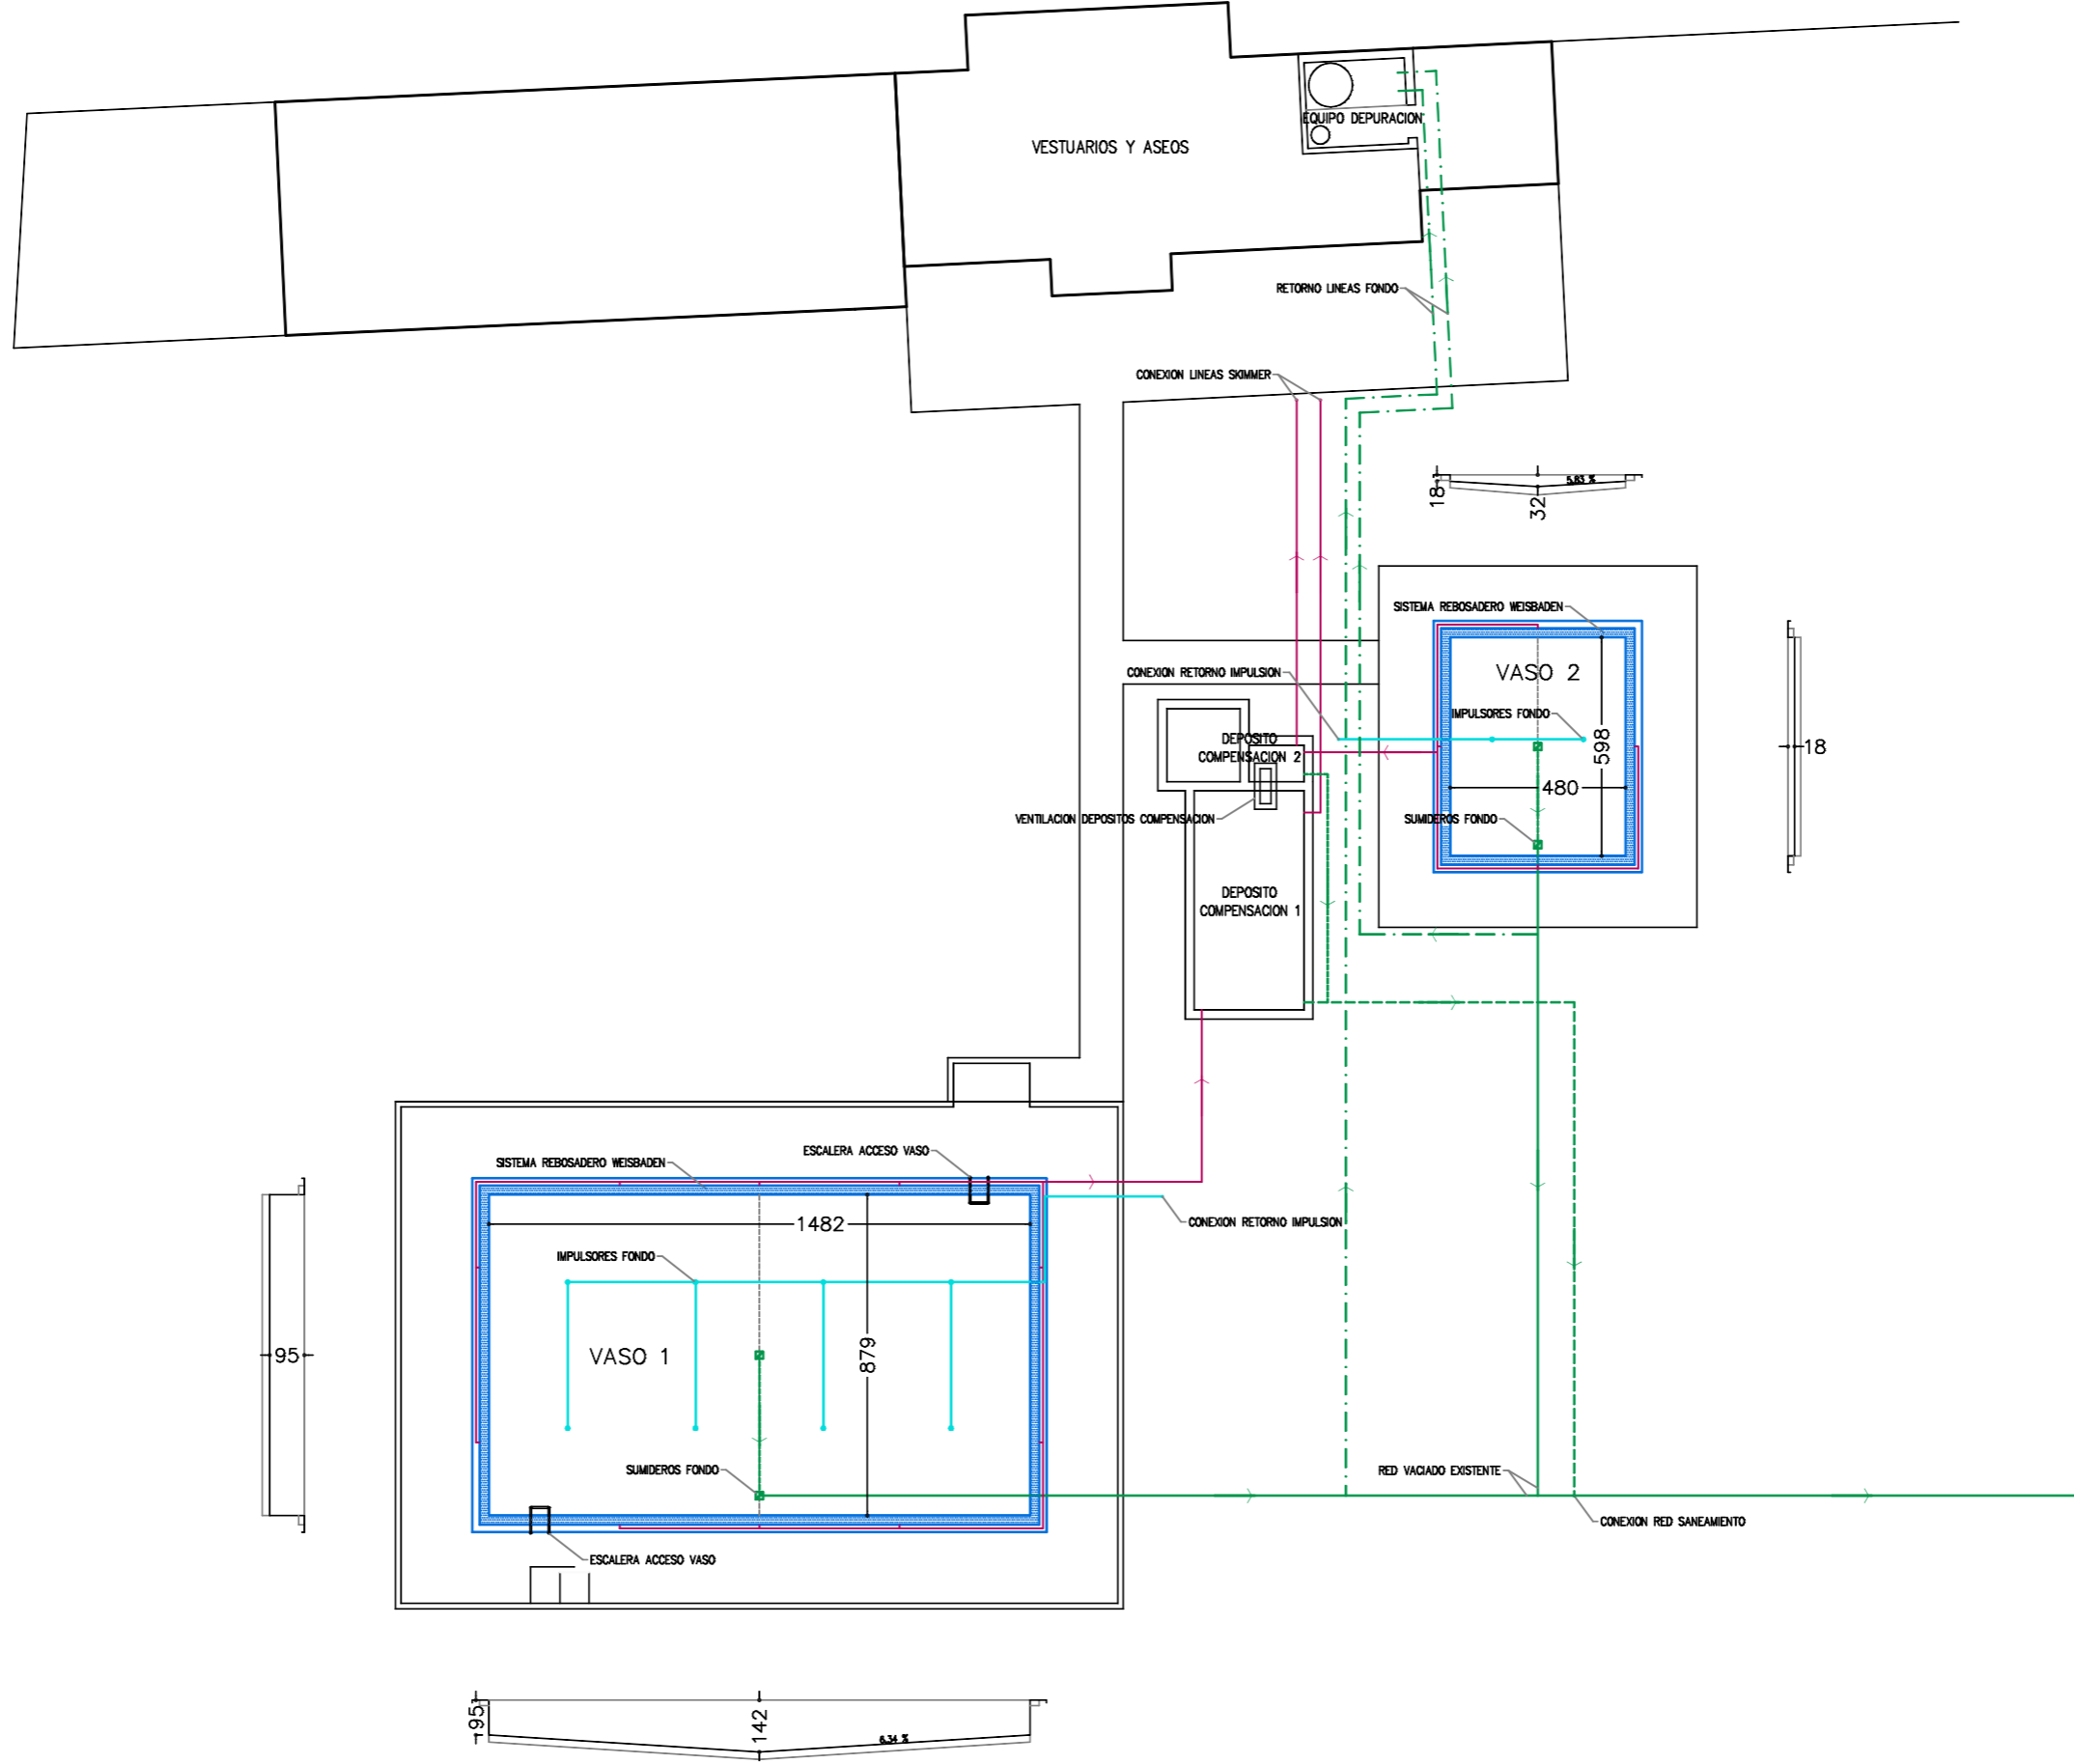 EQUIPO DEPURACION
VESTUARIOS Y ASEOS
RETORNO LINEAS FONDO
CONEXION LINEAS SKIMMER
5,83 %
18
32
SISTEMA REBOSADERO WEISBADEN
VASO 2
CONEXION RETORNO IMPULSION
IMPULSORES FONDO
DEPOSITO
COMPENSACION 2
598
18
480
VENTILACION DEPOSITOS COMPENSACION
SUMIDEROS FONDO
DEPOSITO
COMPENSACION 1
ESCALERA ACCESO VASO
SISTEMA REBOSADERO WEISBADEN
1482
CONEXION RETORNO IMPULSION
IMPULSORES FONDO
95
VASO 1
879
SUMIDEROS FONDO
RED VACIADO EXISTENTE
CONEXION RED SANEAMIENTO
ESCALERA ACCESO VASO
95
142
6,34 %